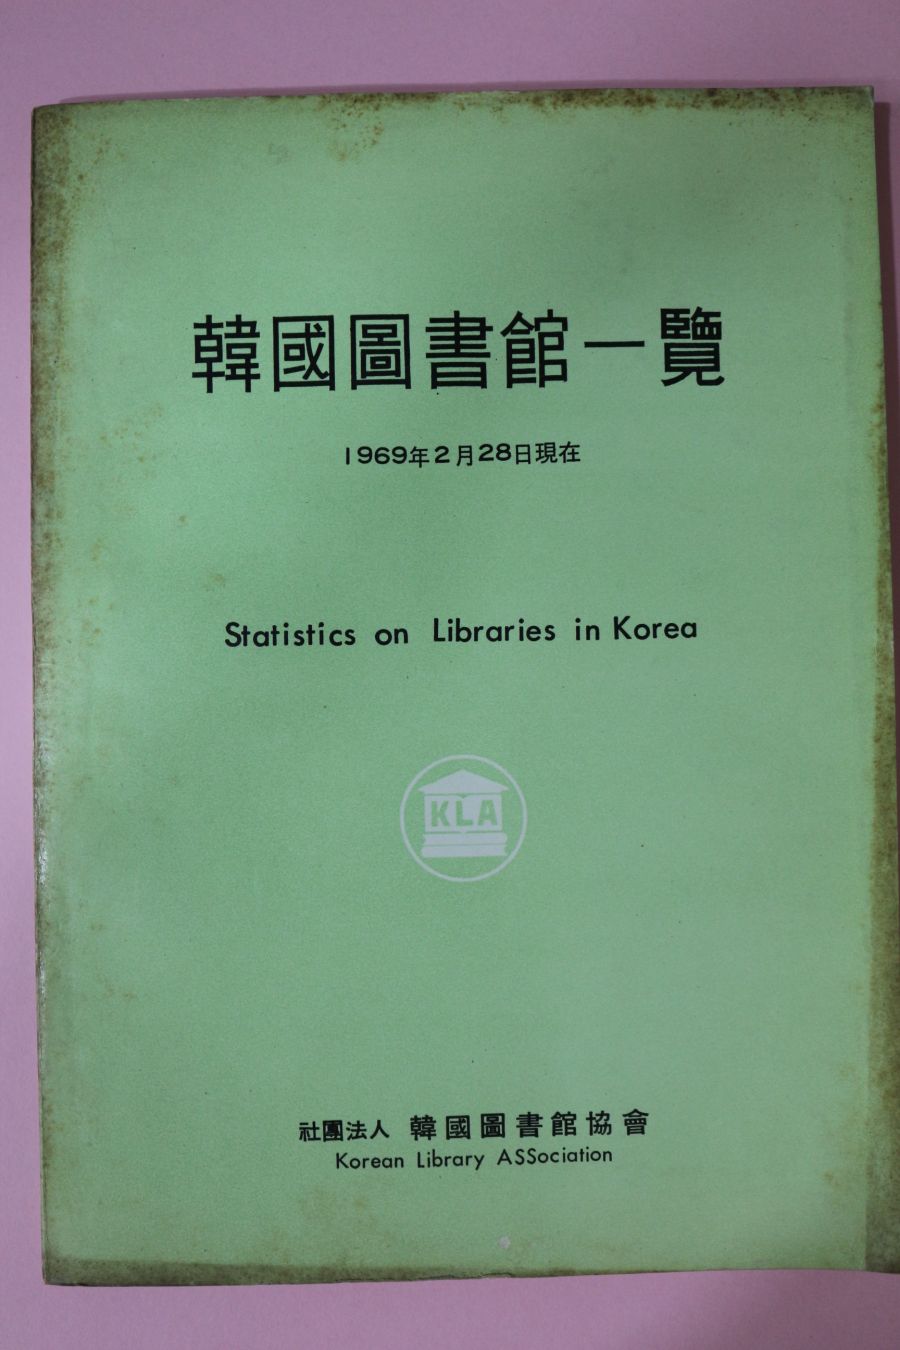 韓國圖書館一覽
1969年2月28日現在
Statistics on Libraries in Korea
KLA
社團法人 韓國圖書館協會
Korean Library ASSociation